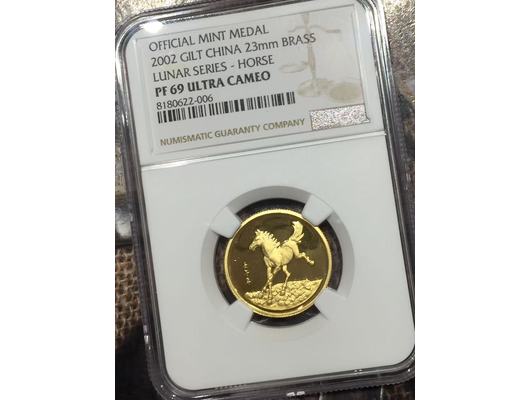 OFFICIAL MINT MEDAL
2002 GILT CHINA 23mm BRASS
LUNAR SERIES - HORSE
PF 69 ULTRA CAMEO
8180622-006
NUMISMATIC GUARANTY COMPANY